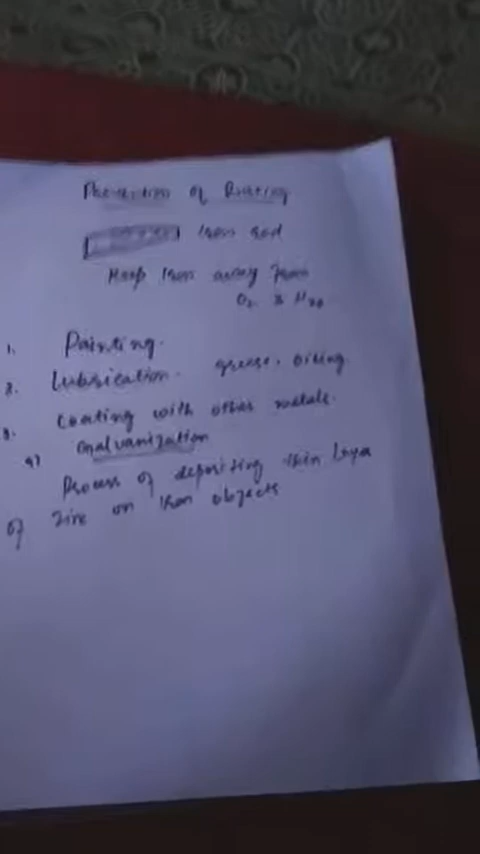 Prevention of Rusting
Iron rod
Keep Iron away from
O2 & H2O
1. Painting.
2. Lubrication. grease, oiling
3. Coating with other metals.
a) Galvanization
Process of depositing thin layer
of Zinc on Iron objects